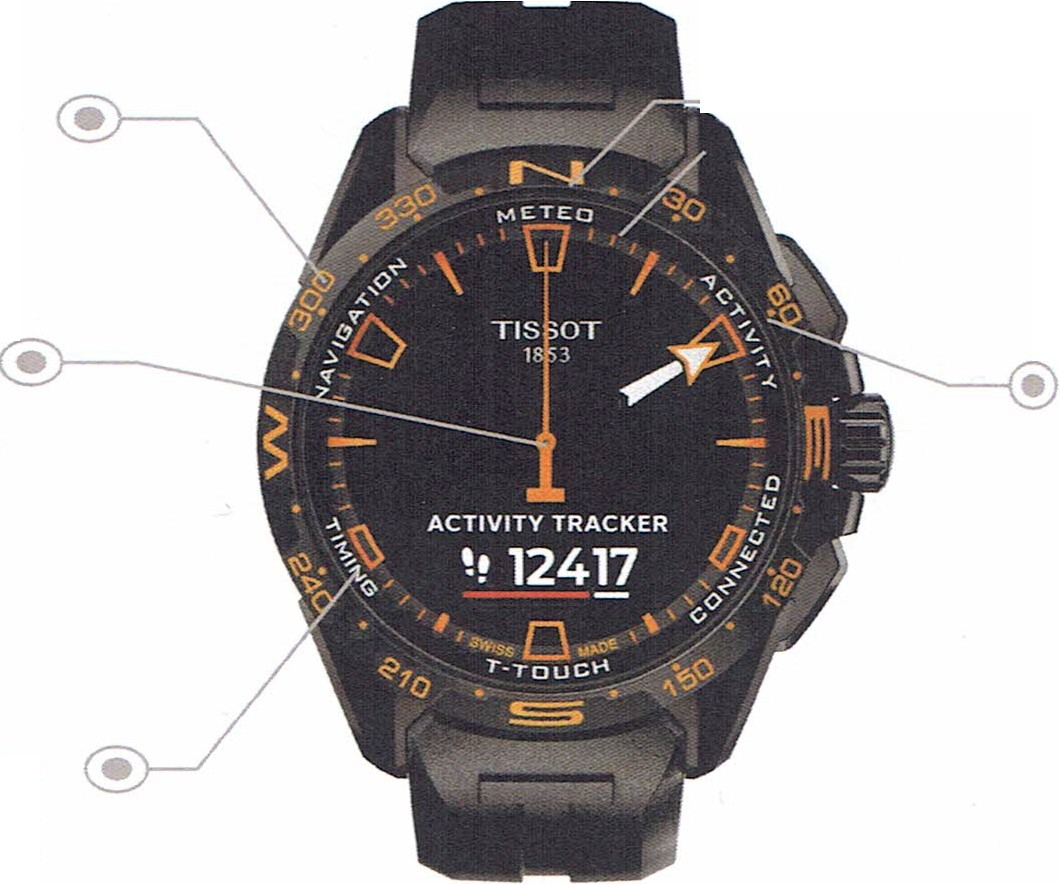 N
30
60
E
120
150
S
210
240
W
300
330
METEO
ACTIVITY
CONNECTED
T-TOUCH
TIMING
NAVIGATION
TISSOT
1853
ACTIVITY TRACKER
12417
SWISS MADE